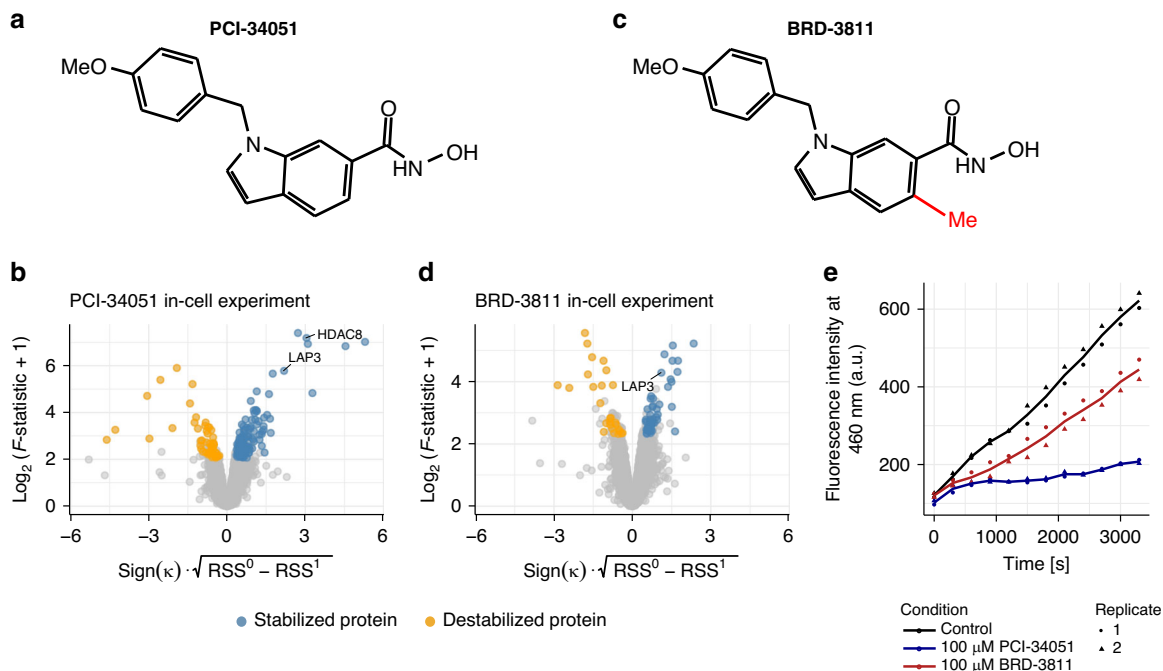 a
PCI-34051
MeO
N
O
HN
OH
c
BRD-3811
MeO
N
O
HN
OH
Me
b
PCI-34051 in-cell experiment
Log₂ (F-statistic + 1)
6
4
2
0
HDAC8
LAP3
−6 −3 0 3 6
Sign(κ) · √RSS⁰ − RSS¹
d
BRD-3811 in-cell experiment
Log₂ (F-statistic + 1)
4
2
0
LAP3
−6 −3 0 3 6
Sign(κ) · √RSS⁰ − RSS¹
Stabilized protein
Destabilized protein
e
Fluorescence intensity at
460 nm (a.u.)
600
400
200
0 1000 2000 3000
Time [s]
Condition
Control
100 μM PCI-34051
100 μM BRD-3811
Replicate
1
2